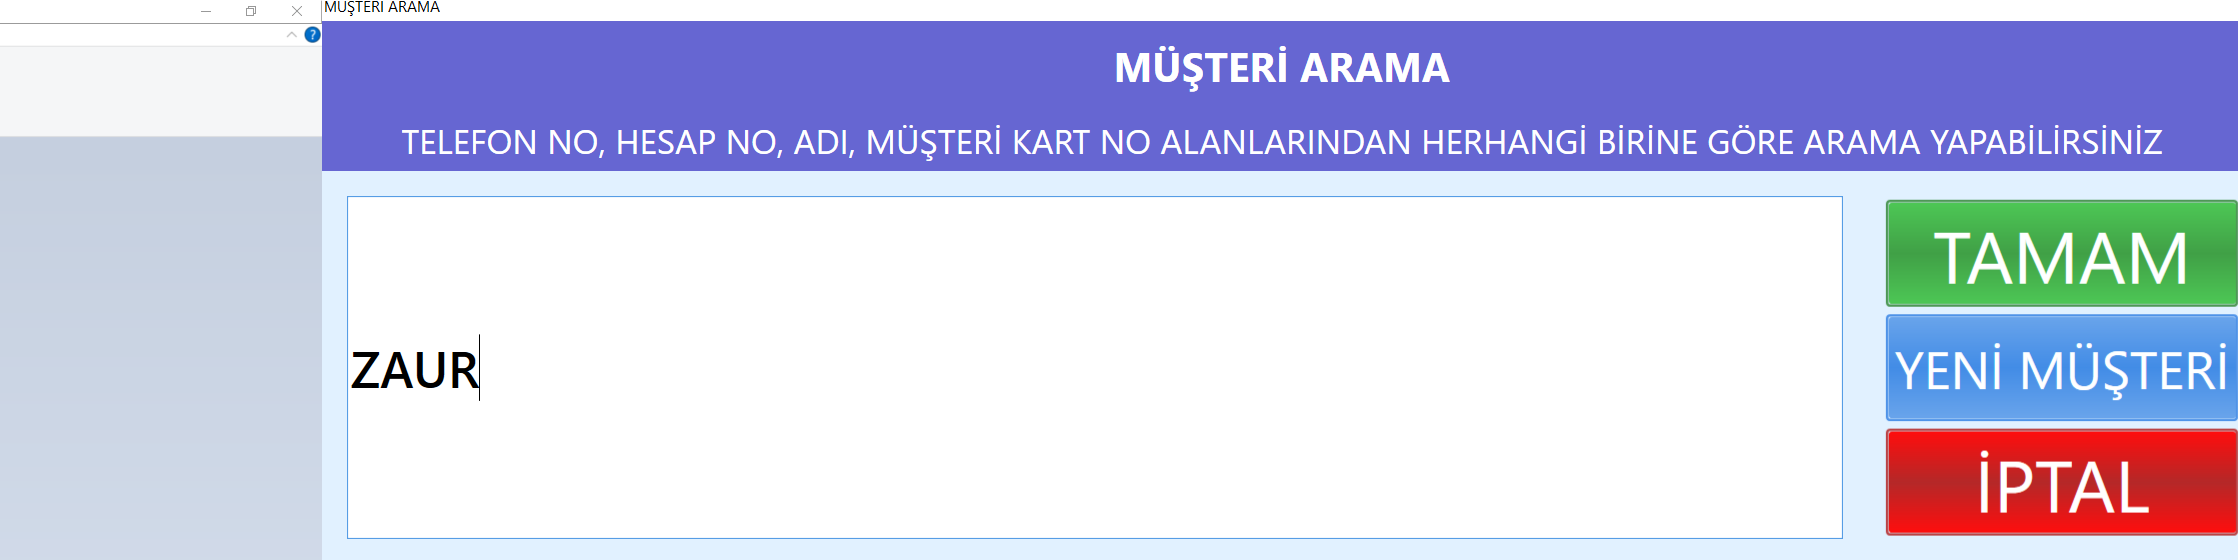 MÜŞTERİ ARAMA
MÜŞTERİ ARAMA
TELEFON NO, HESAP NO, ADI, MÜŞTERİ KART NO ALANLARINDAN HERHANGİ BİRİNE GÖRE ARAMA YAPABİLİRSİNİZ
TAMAM
ZAUR
YENİ MÜŞTERİ
İPTAL